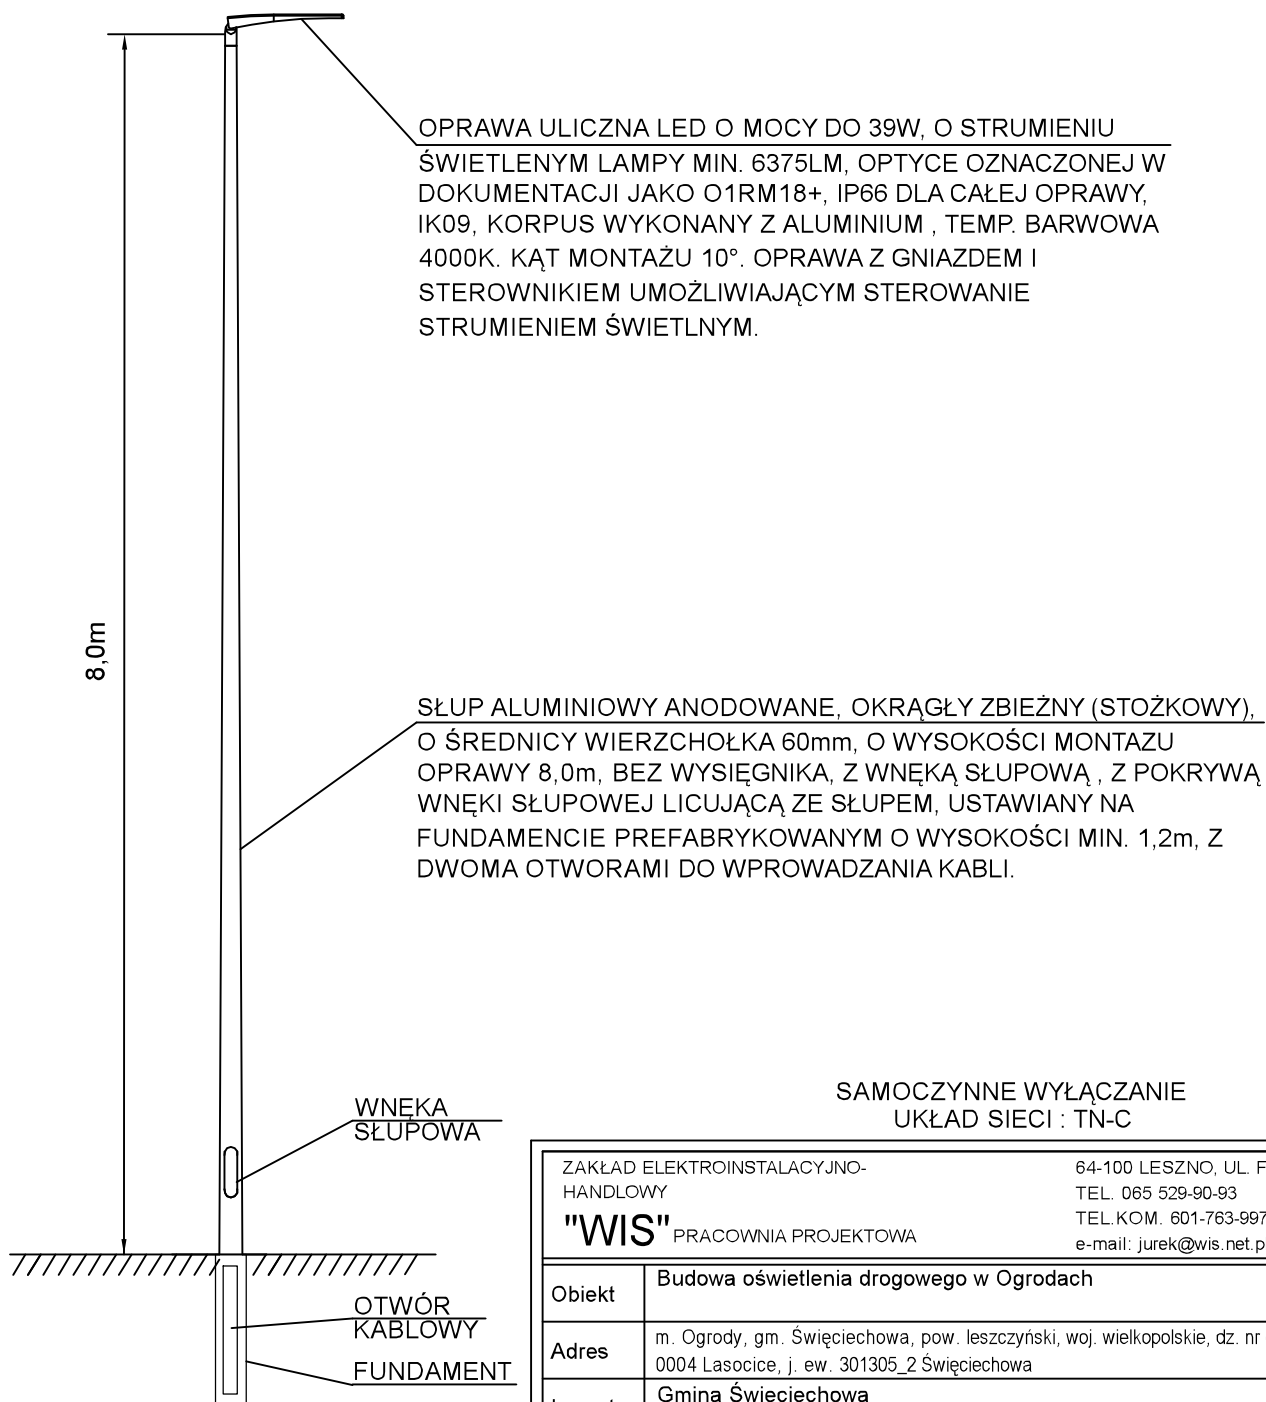 OPRAWA ULICZNA LED O MOCY DO 39W, O STRUMIENIU
ŚWIETLENYM LAMPY MIN. 6375LM, OPTYCE OZNACZONEJ W
DOKUMENTACJI JAKO O1RM18+, IP66 DLA CAŁEJ OPRAWY,
IK09, KORPUS WYKONANY Z ALUMINIUM , TEMP. BARWOWA
4000K. KĄT MONTAŻU 10°. OPRAWA Z GNIAZDEM I
STEROWNIKIEM UMOŻLIWIAJĄCYM STEROWANIE
STRUMIENIEM ŚWIETLNYM.
8,0m
SŁUP ALUMINIOWY ANODOWANE, OKRĄGŁY ZBIEŻNY (STOŻKOWY),
O ŚREDNICY WIERZCHOŁKA 60mm, O WYSOKOŚCI MONTAZU
OPRAWY 8,0m, BEZ WYSIĘGNIKA, Z WNĘKĄ SŁUPOWĄ , Z POKRYWĄ
WNĘKI SŁUPOWEJ LICUJĄCĄ ZE SŁUPEM, USTAWIANY NA
FUNDAMENCIE PREFABRYKOWANYM O WYSOKOŚCI MIN. 1,2m, Z
DWOMA OTWORAMI DO WPROWADZANIA KABLI.
WNĘKA
SŁUPOWA
OTWÓR
KABLOWY
FUNDAMENT
SAMOCZYNNE WYŁĄCZANIE
UKŁAD SIECI : TN-C
ZAKŁAD ELEKTROINSTALACYJNO-
HANDLOWY
"WIS" PRACOWNIA PROJEKTOWA
64-100 LESZNO, UL. F
TEL. 065 529-90-93
TEL.KOM. 601-763-997
e-mail: jurek@wis.net.p
Obiekt
Budowa oświetlenia drogowego w Ogrodach
Adres
m. Ogrody, gm. Święciechowa, pow. leszczyński, woj. wielkopolskie, dz. nr
0004 Lasocice, j. ew. 301305_2 Święciechowa
Gmina Święciechowa